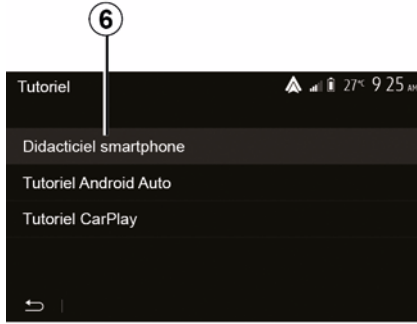 6
Tutoriel 27°C 9 25 AM
Didacticiel smartphone
Tutoriel Android Auto
Tutoriel CarPlay